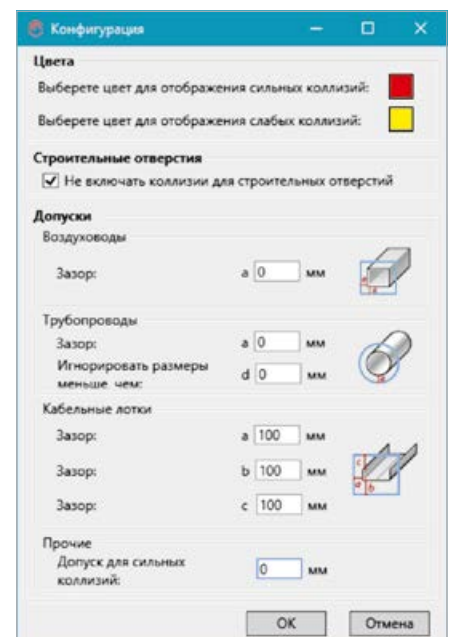 Конфигурация
Цвета
Выберете цвет для отображения сильных коллизий:
Выберете цвет для отображения слабых коллизий:
Строительные отверстия
Не включать коллизии для строительных отверстий
Допуски
Воздуховоды
Зазор: a 0 мм
a
a
Трубопроводы
Зазор: a 0 мм
Игнорировать размеры
меньше, чем: d 0 мм
a
Кабельные лотки
Зазор: a 100 мм
Зазор: b 100 мм
Зазор: c 100 мм
c
a b
Прочие
Допуск для сильных
коллизий: 0 мм
OK Отмена